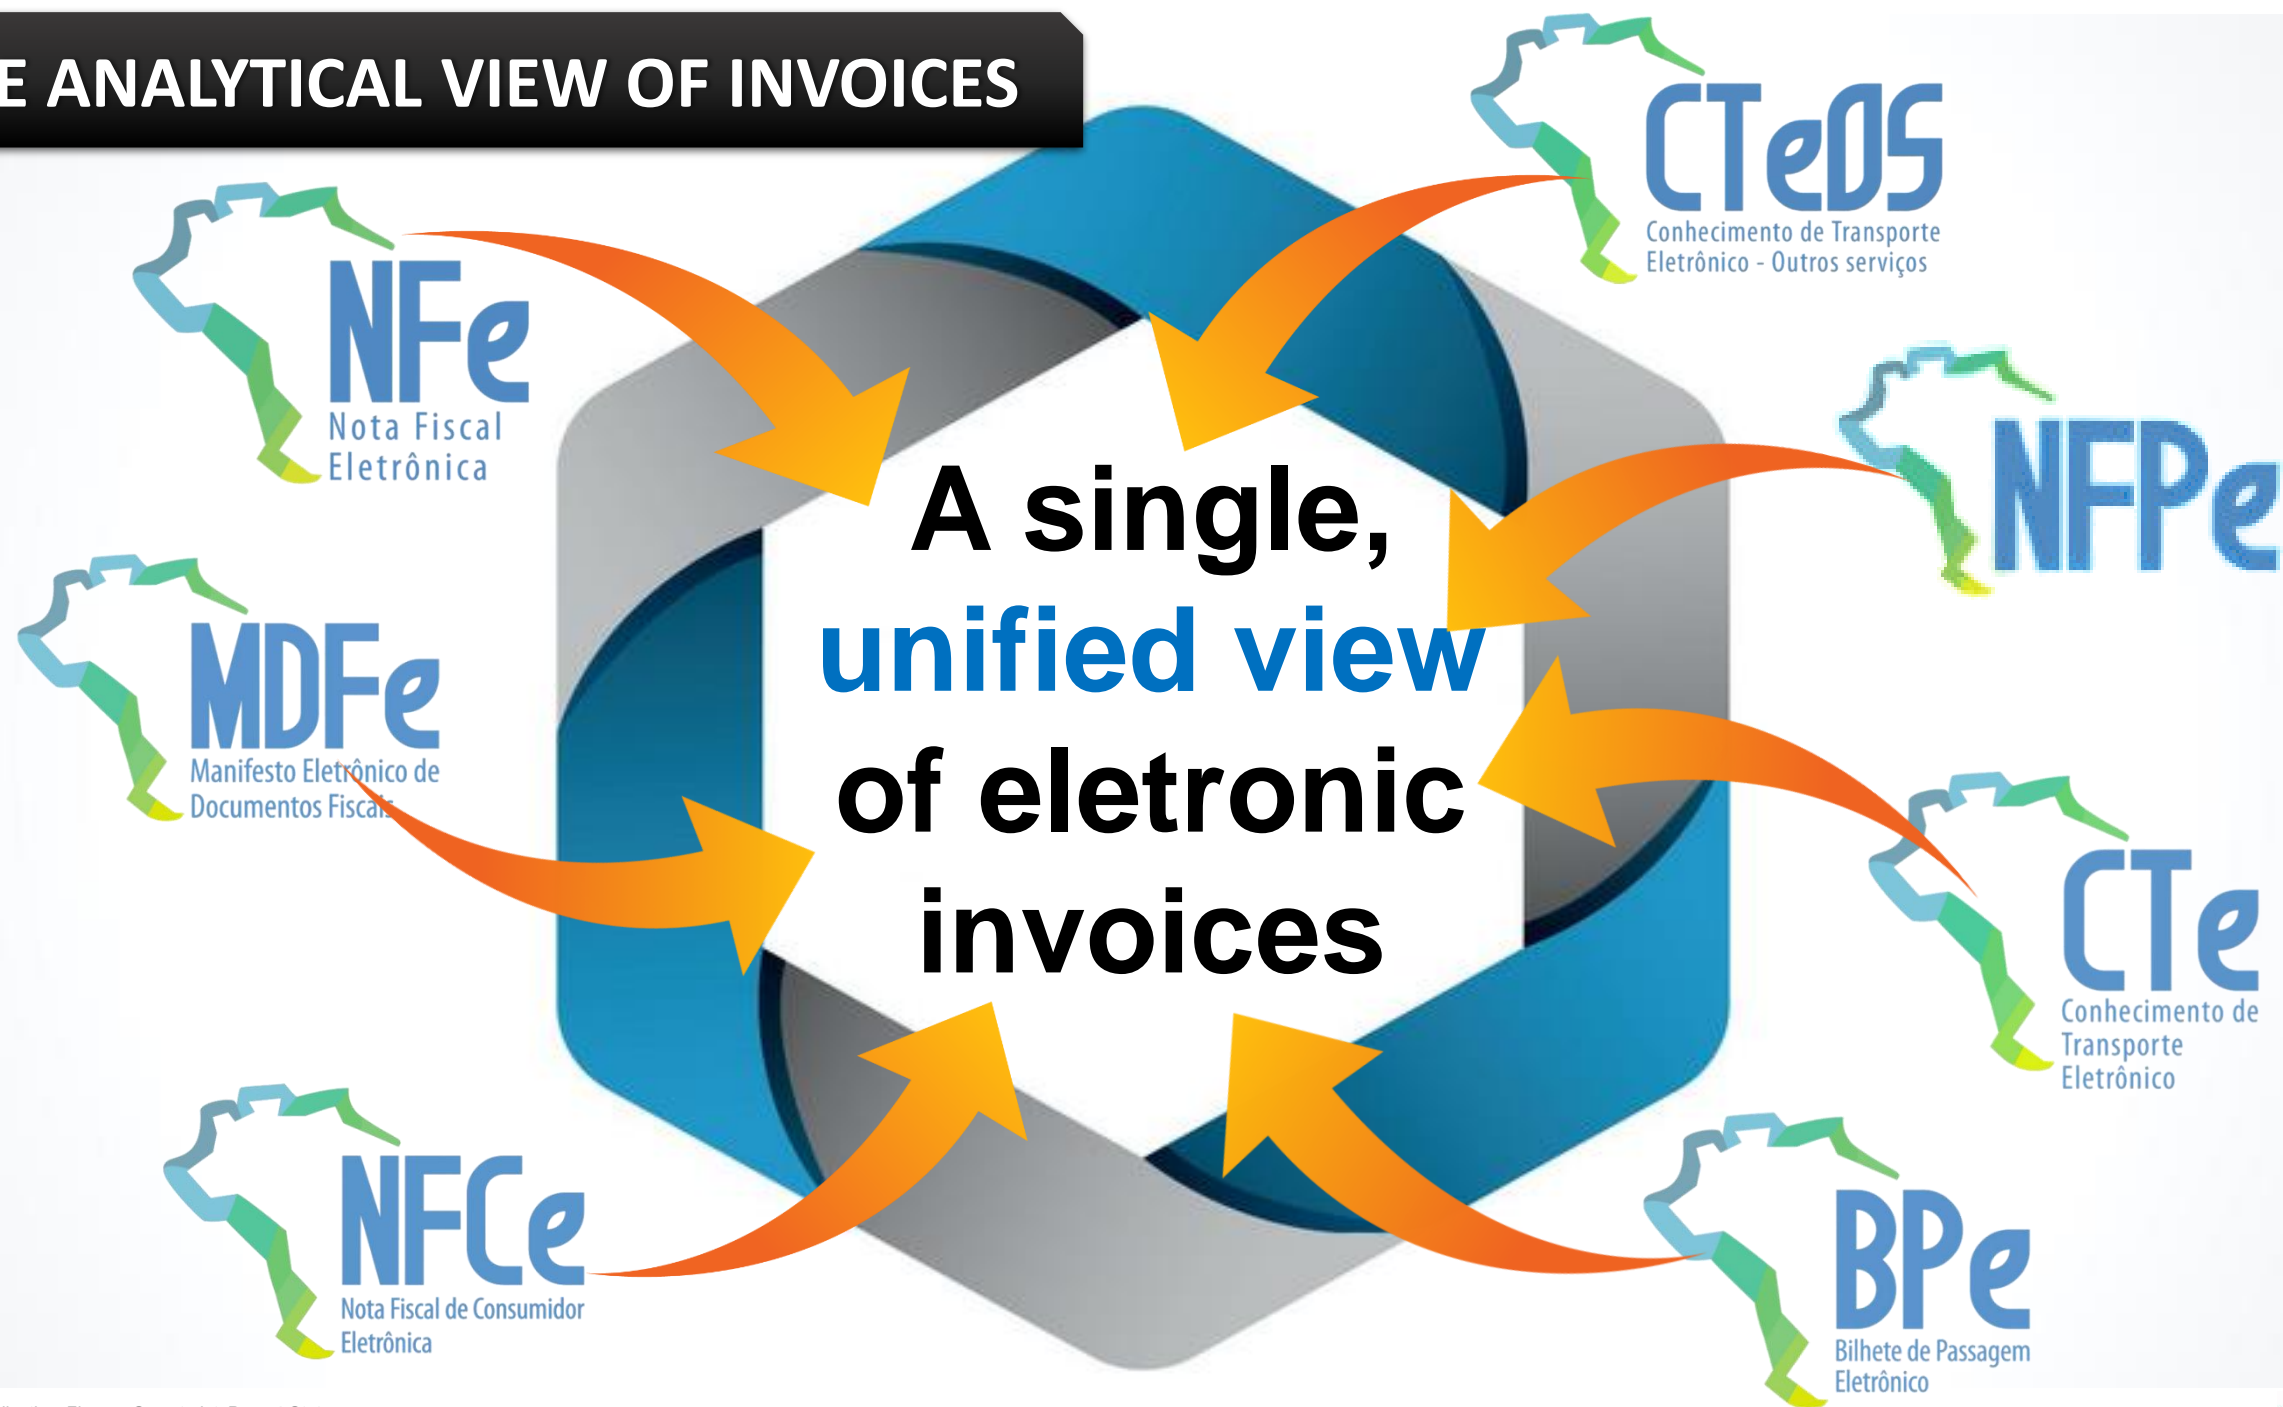 E ANALYTICAL VIEW OF INVOICES
CTeOS
Conhecimento de Transporte
Eletrônico - Outros serviços
NFe
Nota Fiscal
Eletrônica
NFPe
A single,
unified view
of eletronic
invoices
MDFe
Manifesto Eletrônico de
Documentos Fiscais
CTe
Conhecimento de
Transporte
Eletrônico
NFCe
Nota Fiscal de Consumidor
Eletrônica
BPe
Bilhete de Passagem
Eletrônico